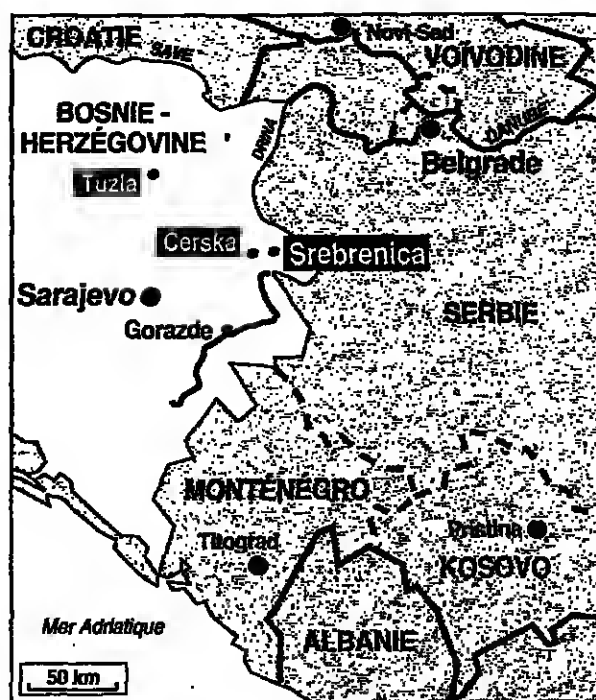 CROATIE
SAVE
Novi-Sad
VOÏVODINE
BOSNIE -
HERZÉGOVINE
DRINA
DANUBE
Belgrade
Tuzla
Cerska
Srebrenica
Sarajevo
Gorazde
SERBIE
MONTÉNÉGRO
Titograd
Pristina
KOSOVO
Mer Adriatique
ALBANIE
50 km